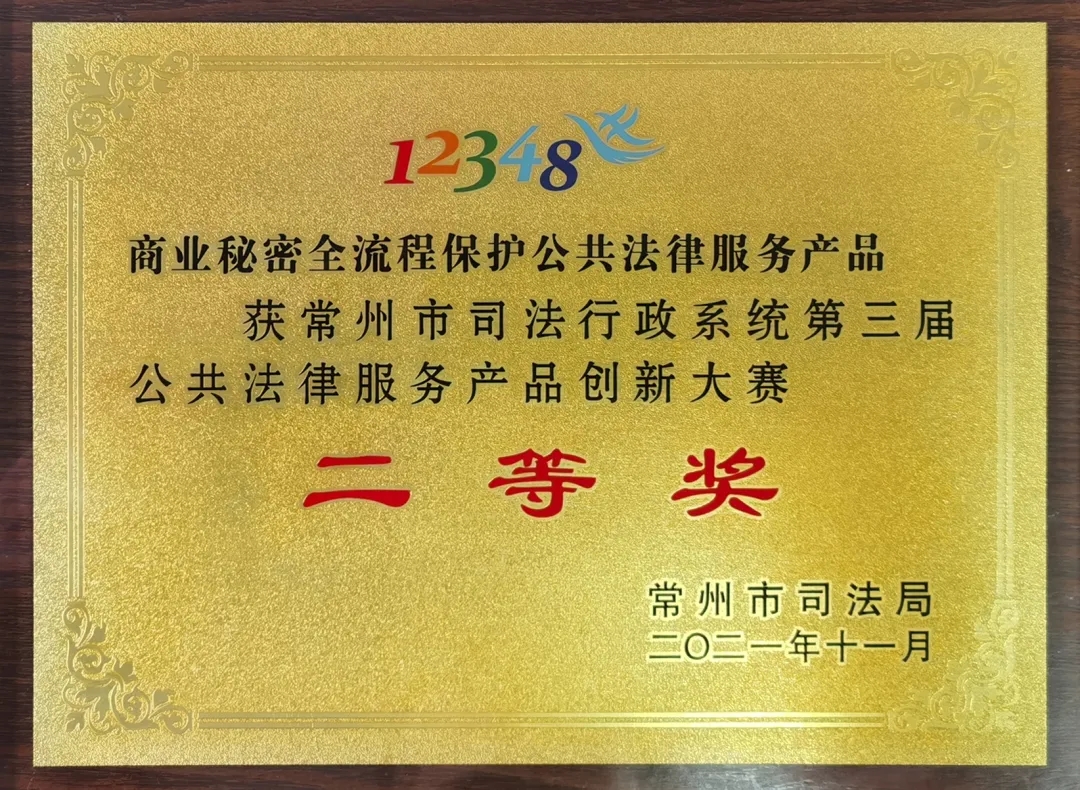 12348
商业秘密全流程保护公共法律服务产品
获常州市司法行政系统第三届
公共法律服务产品创新大赛
二等奖
常州市司法局
二〇二一年十一月